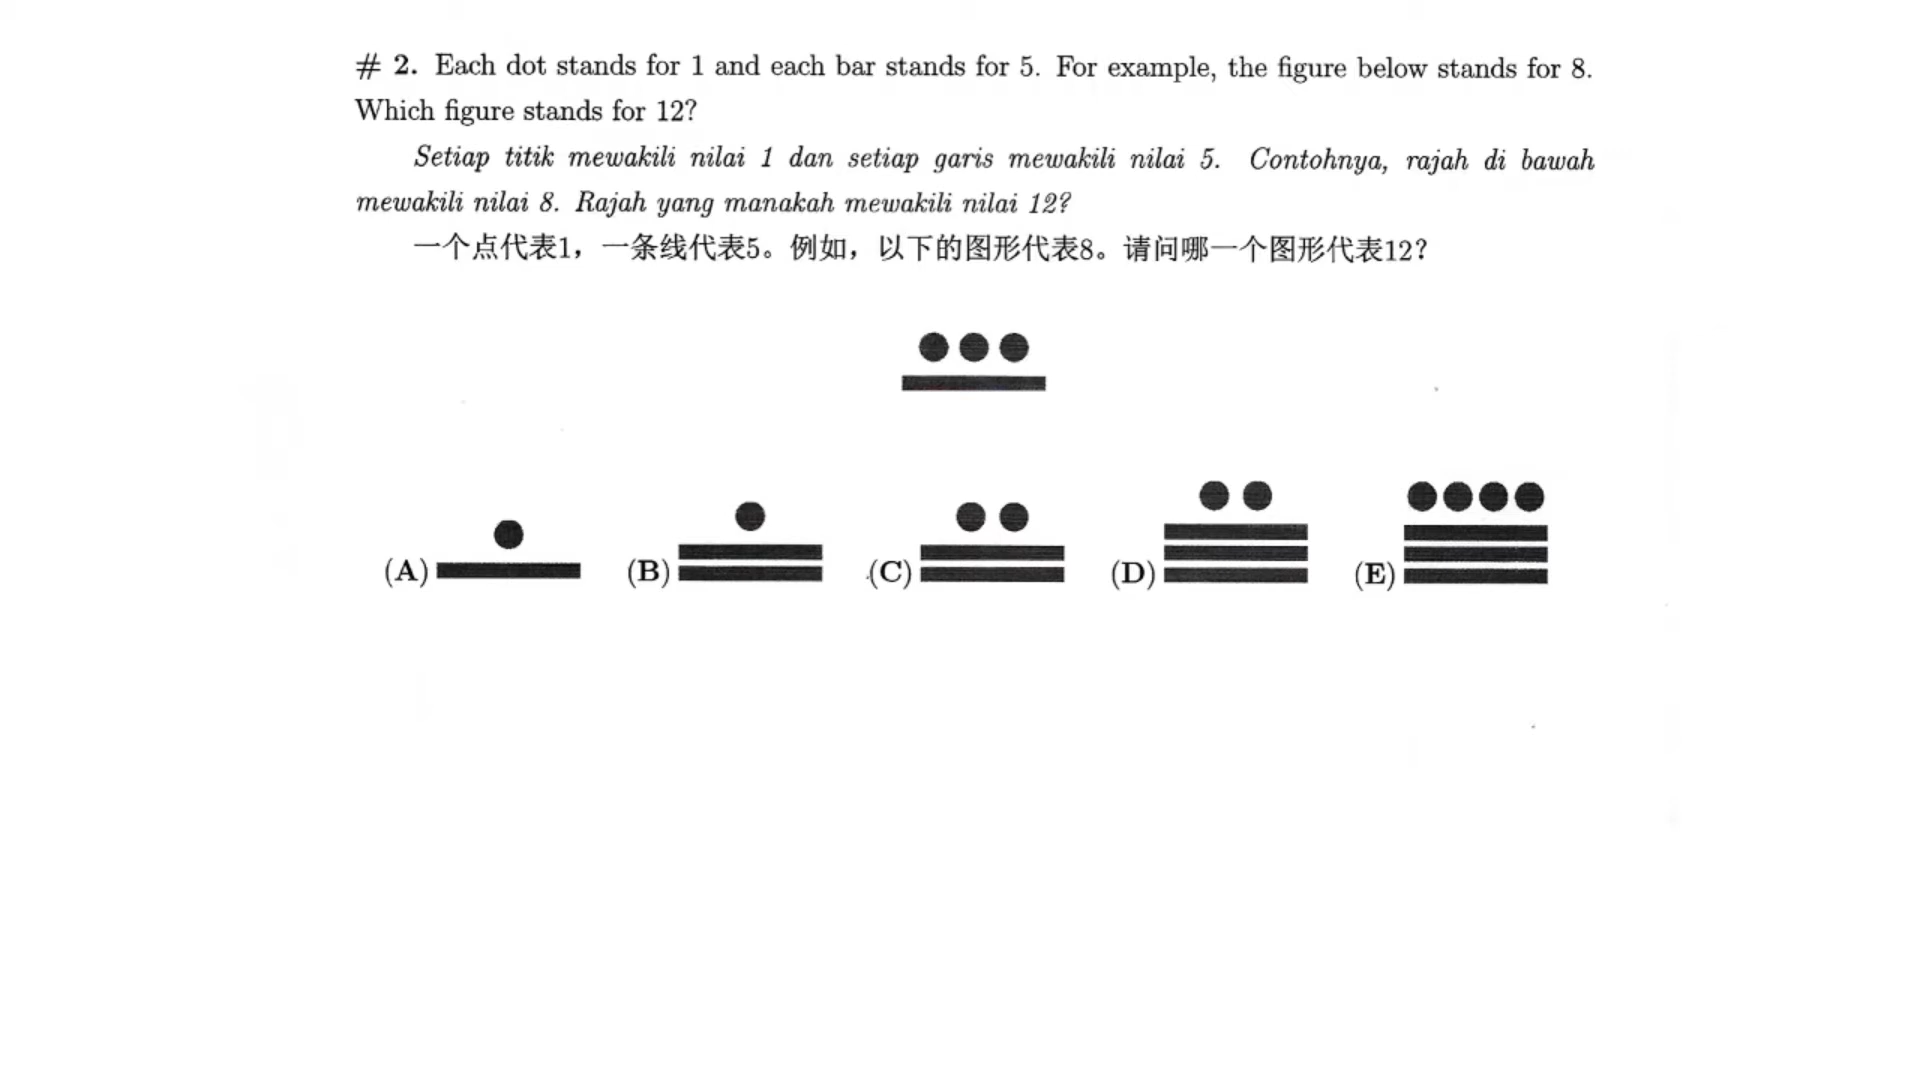 # 2. Each dot stands for 1 and each bar stands for 5. For example, the figure below stands for 8.
Which figure stands for 12?
Setiap titik mewakili nilai 1 dan setiap garis mewakili nilai 5. Contohnya, rajah di bawah
mewakili nilai 8. Rajah yang manakah mewakili nilai 12?
一个点代表1，一条线代表5。例如，以下的图形代表8。请问哪一个图形代表12？
(A) (B) (C) (D) (E)